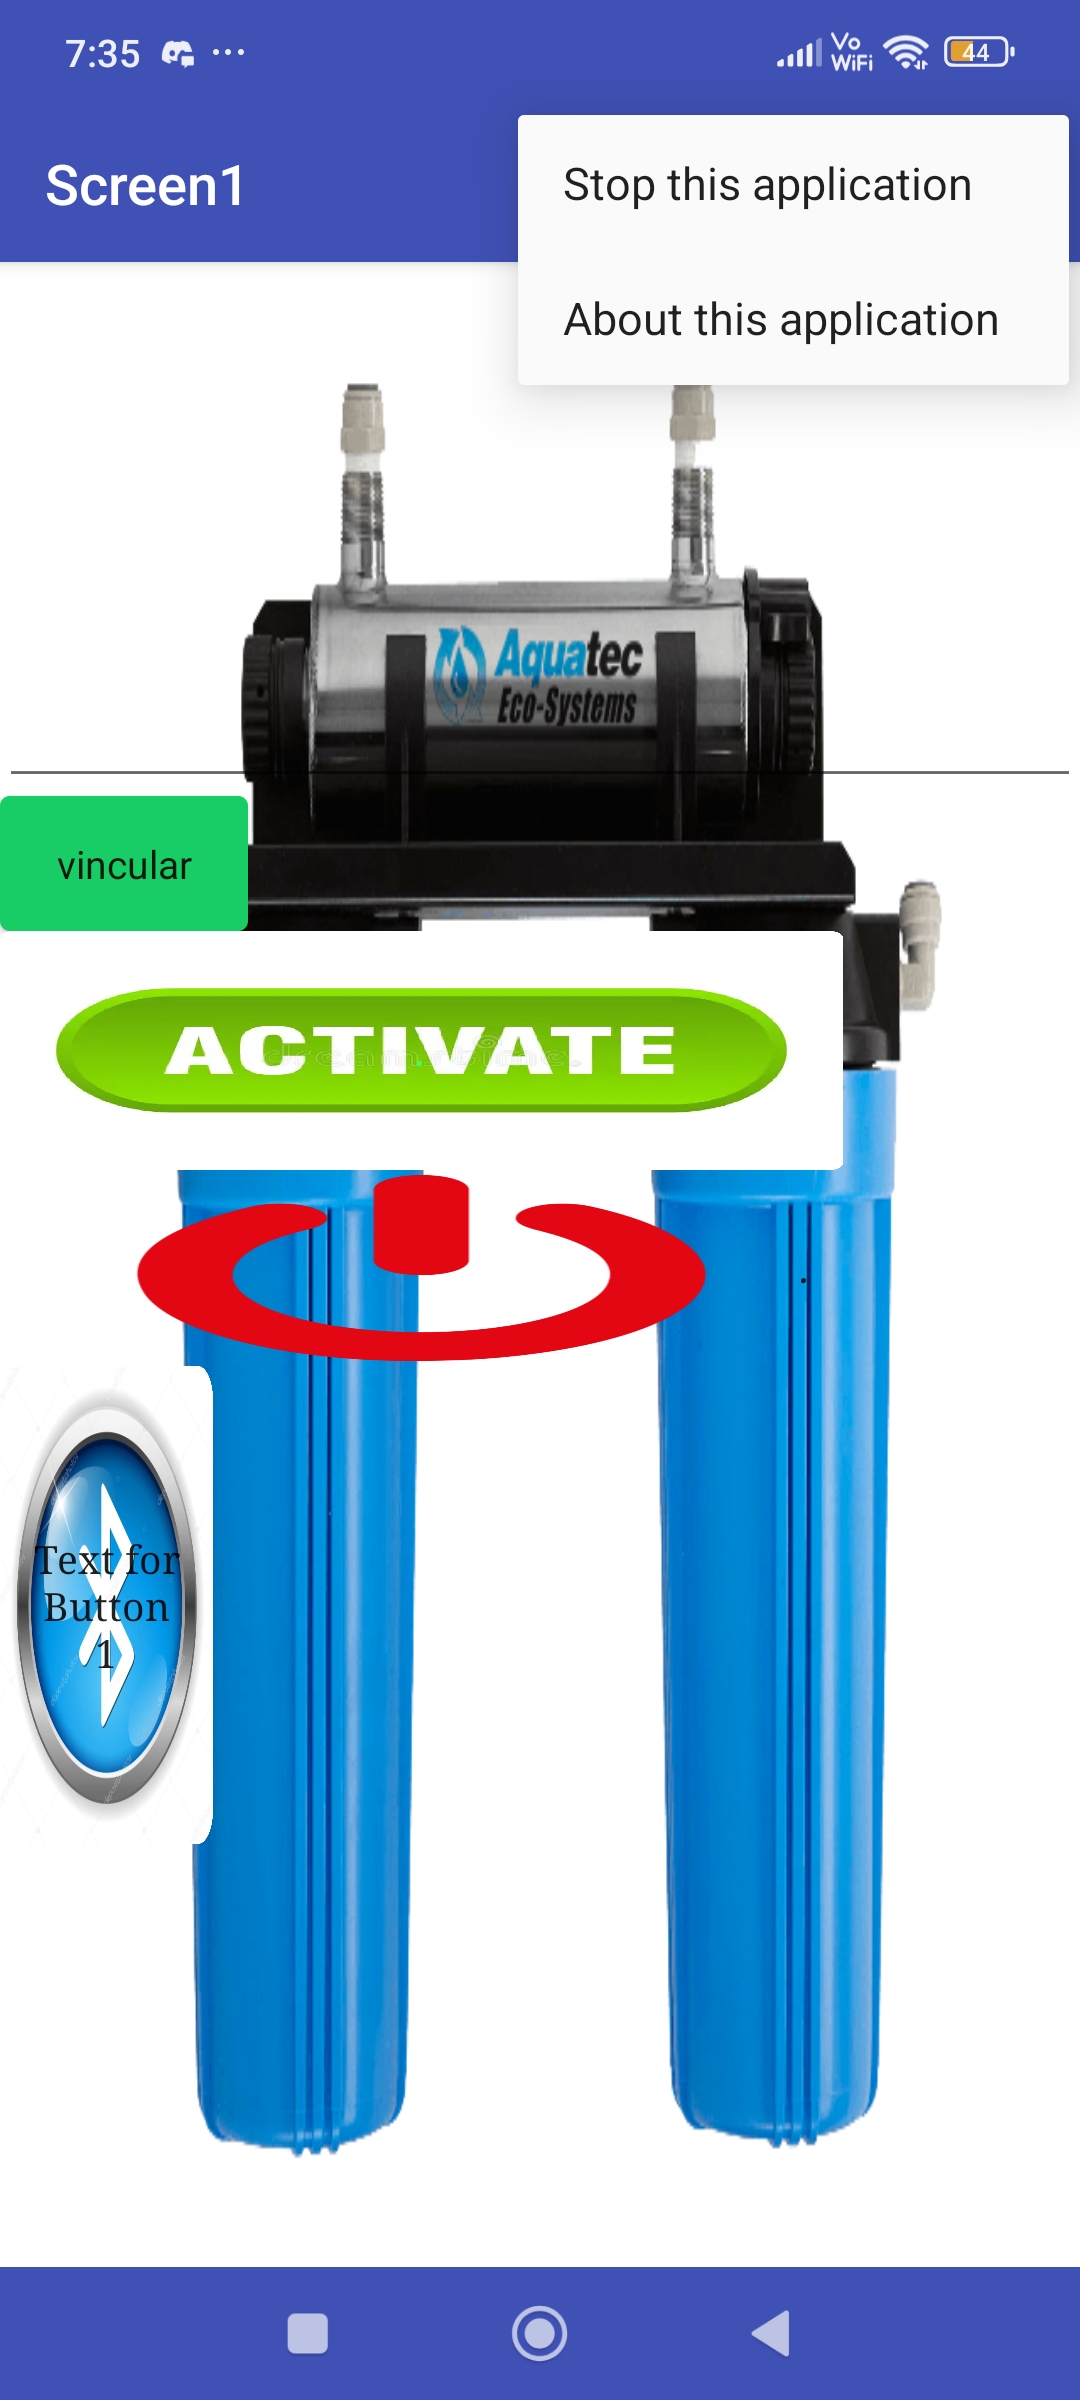 7:35
Vo
WiFi
44
Screen1
Stop this application
About this application
Aquatec
Eco-Systems
vincular
ACTIVATE
Text for
Button
1